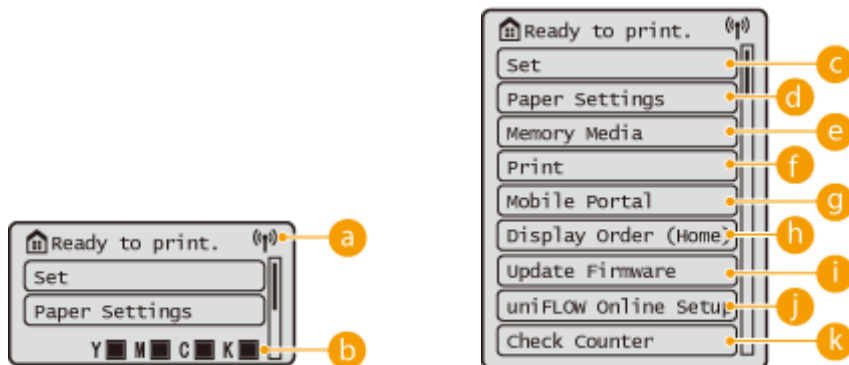 Ready to print.
a
Set
Paper Settings
Y M C K
b
Ready to print.
Set
c
Paper Settings
d
Memory Media
e
Print
f
Mobile Portal
g
Display Order (Home)
h
Update Firmware
i
uniFLOW Online Setup
j
Check Counter
k